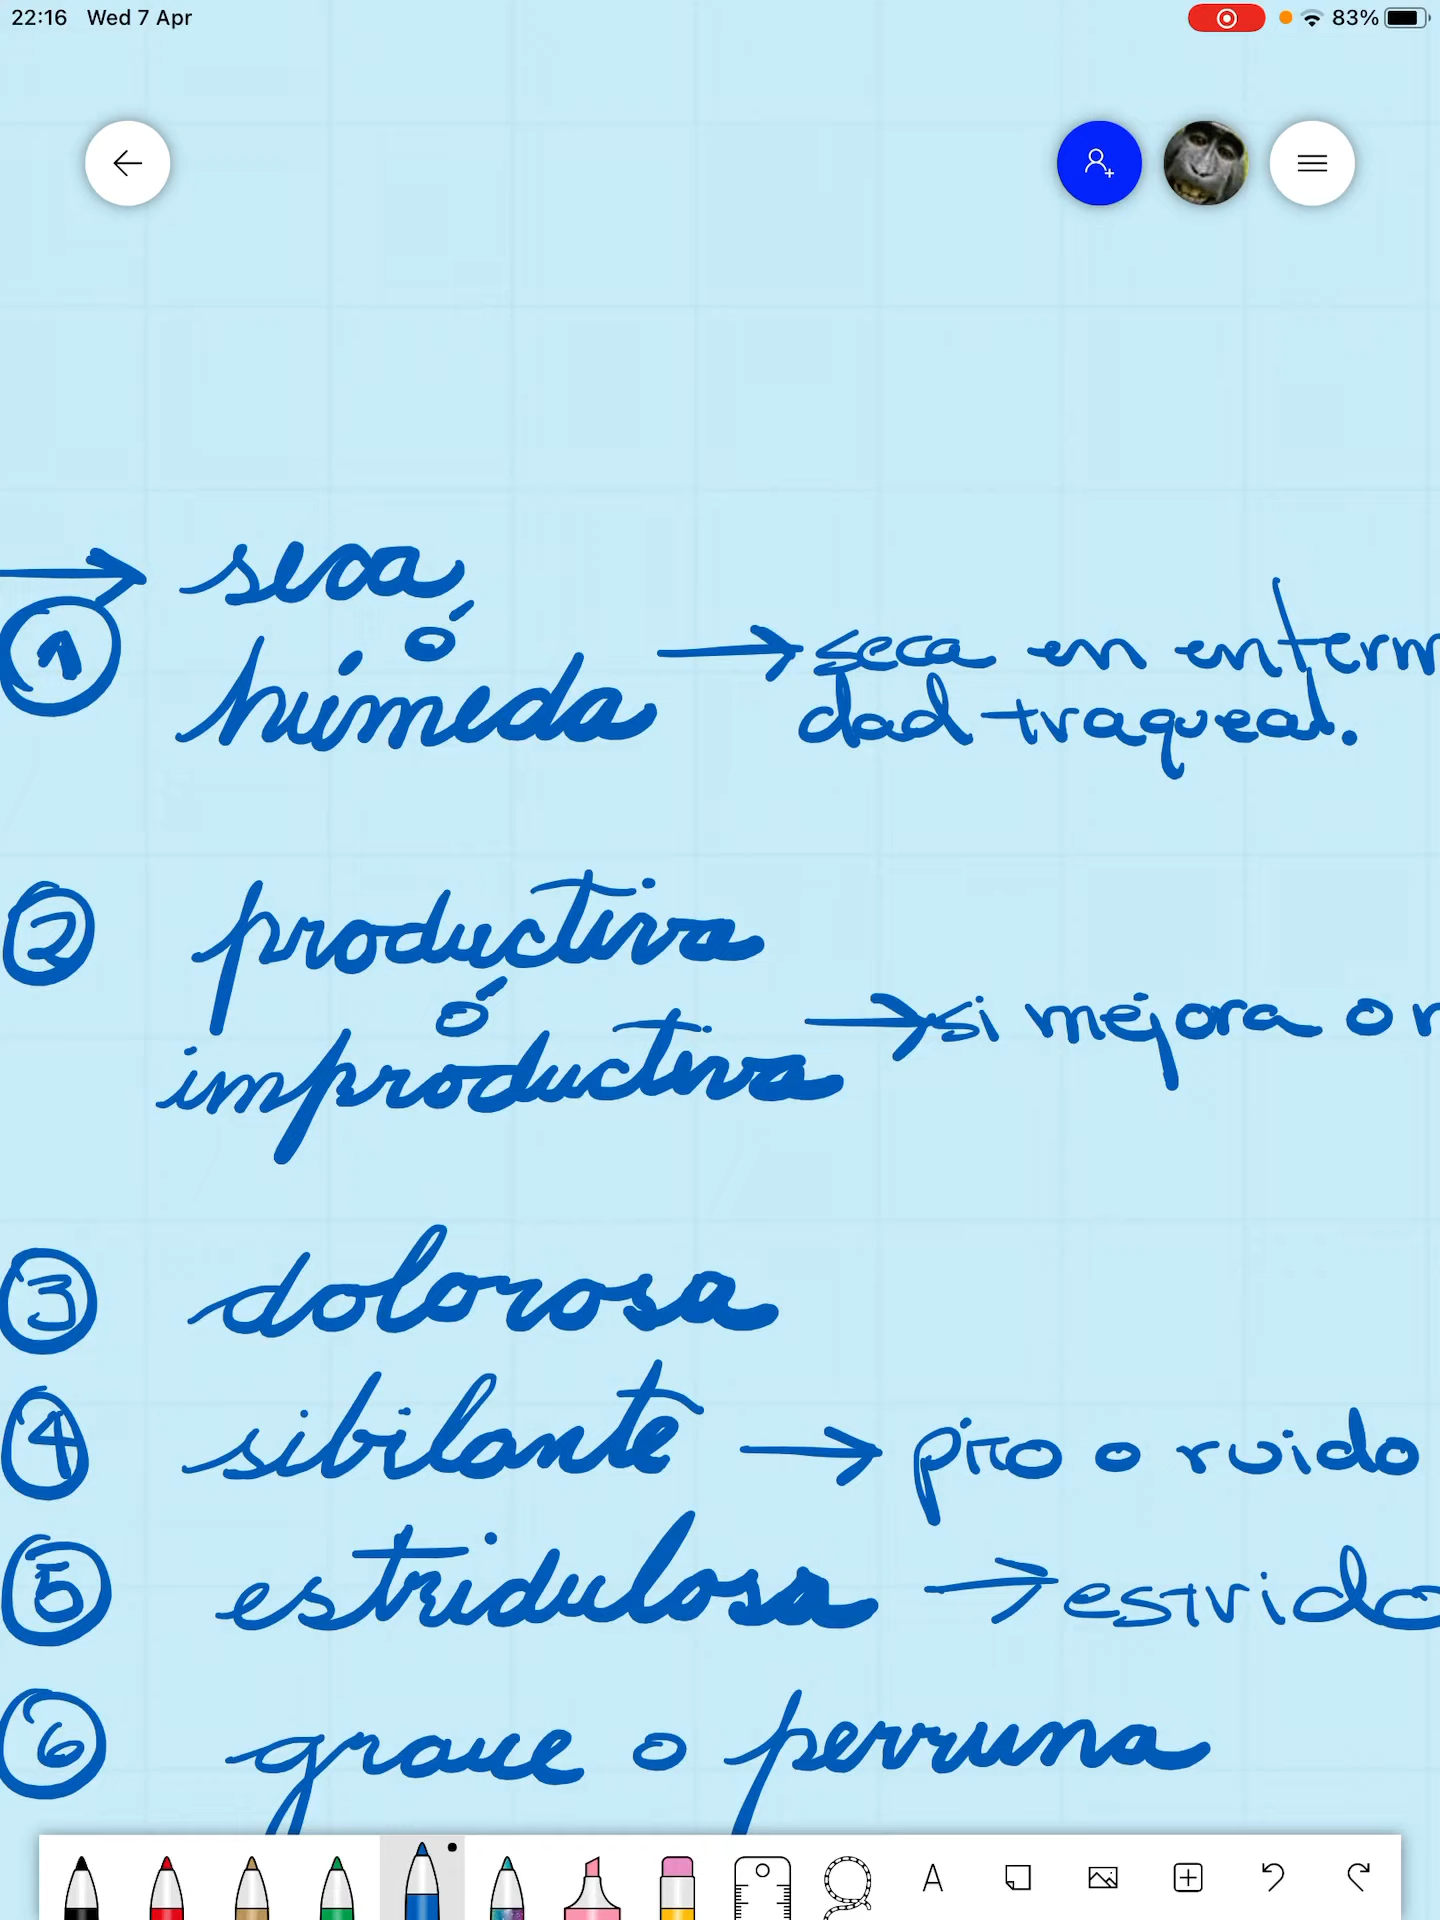 22:16 Wed 7 Apr 83%
seca
ó
1
húmeda → seca en enferm
dad traqueal.
2 productiva
ó
improductiva → si mejora o n
3 dolorosa
4 sibilante → pito o ruido
5 estridulosa → estrido
6 grave o perruna
A